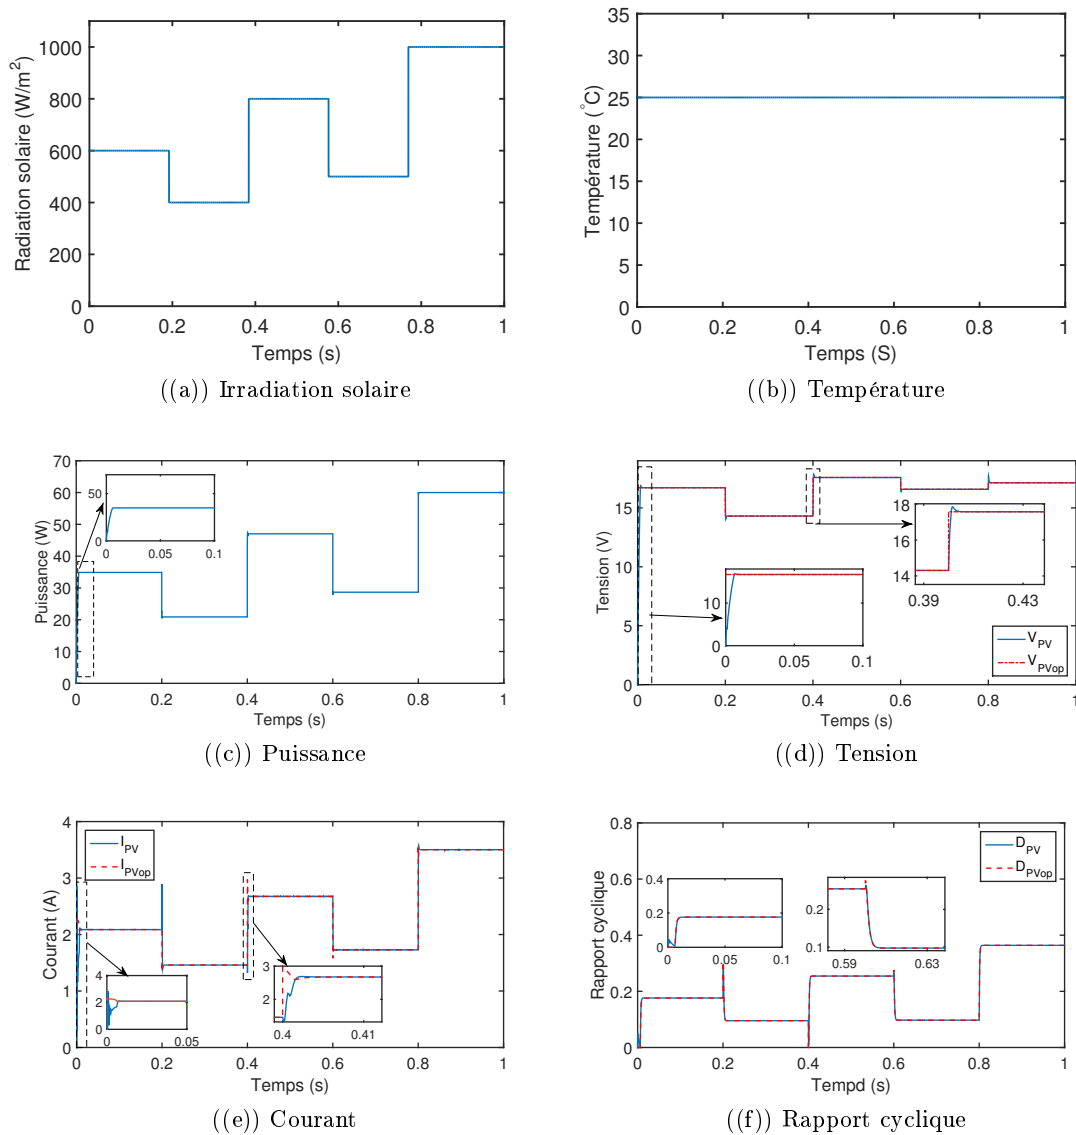 Radiation solaire (W/m²)
1000
800
600
400
200
0
0 0.2 0.4 0.6 0.8 1
Temps (s)
((a)) Irradiation solaire
Température (°C)
35
30
25
20
15
10
5
0
0 0.2 0.4 0.6 0.8 1
Temps (S)
((b)) Température
Puissance (W)
70
60
50
40
30
20
10
0
50
0
0 0.05 0.1
0 0.2 0.4 0.6 0.8 1
Temps (s)
((c)) Puissance
Tension (V)
15
10
5
0
18
16
14
0.39 0.43
10
0
0 0.05 0.1
V_PV
V_PVop
0 0.2 0.4 0.6 0.8 1
Temps (s)
((d)) Tension
Courant (A)
4
3
2
1
0
I_PV
I_PVop
4
2
0
0 0.05
3
2
0.4 0.41
0 0.2 0.4 0.6 0.8 1
Temps (s)
((e)) Courant
Rapport cyclique
0.8
0.6
0.4
0.2
0
D_PV
D_PVop
0.4
0.2
0
0 0.05 0.1
0.2
0.1
0.59 0.63
0 0.2 0.4 0.6 0.8 1
Tempd (s)
((f)) Rapport cyclique